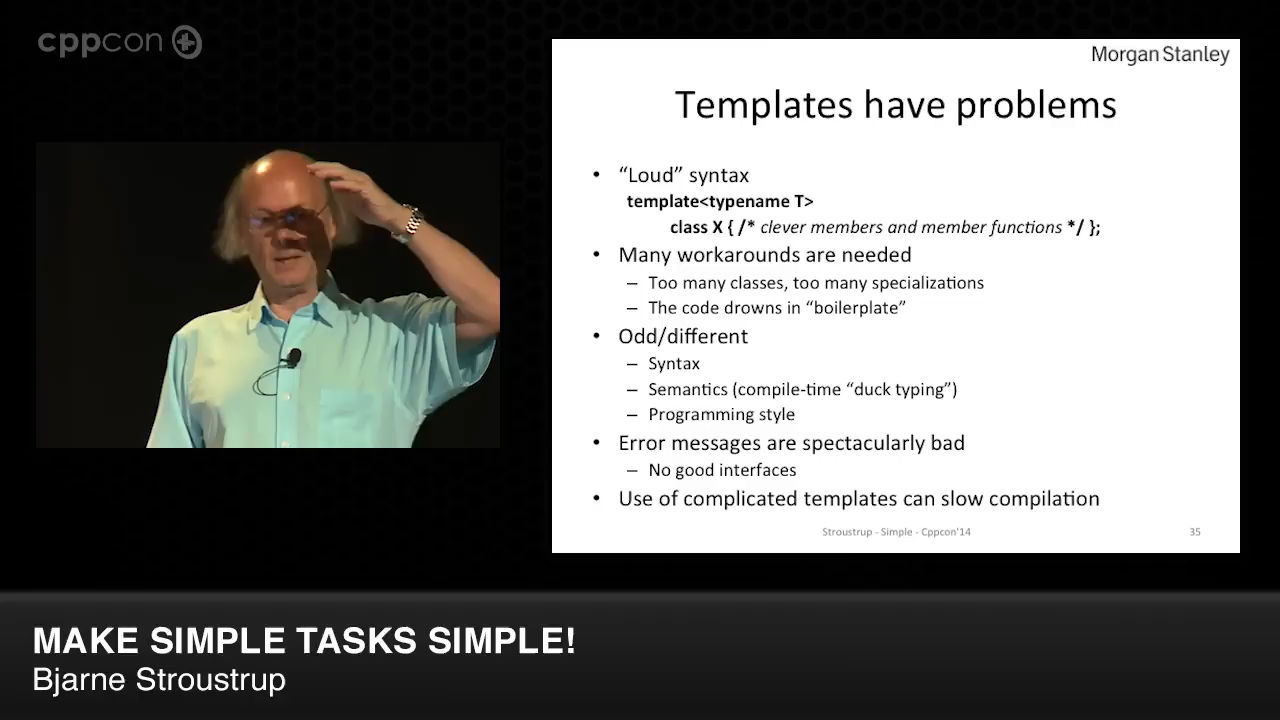 cppcon
Morgan Stanley
Templates have problems
• “Loud” syntax
template<typename T>
class X { /* clever members and member functions */ };
• Many workarounds are needed
– Too many classes, too many specializations
– The code drowns in “boilerplate”
• Odd/different
– Syntax
– Semantics (compile-time “duck typing”)
– Programming style
• Error messages are spectacularly bad
– No good interfaces
• Use of complicated templates can slow compilation
Stroustrup - Simple - Cppcon'14
35
MAKE SIMPLE TASKS SIMPLE!
Bjarne Stroustrup